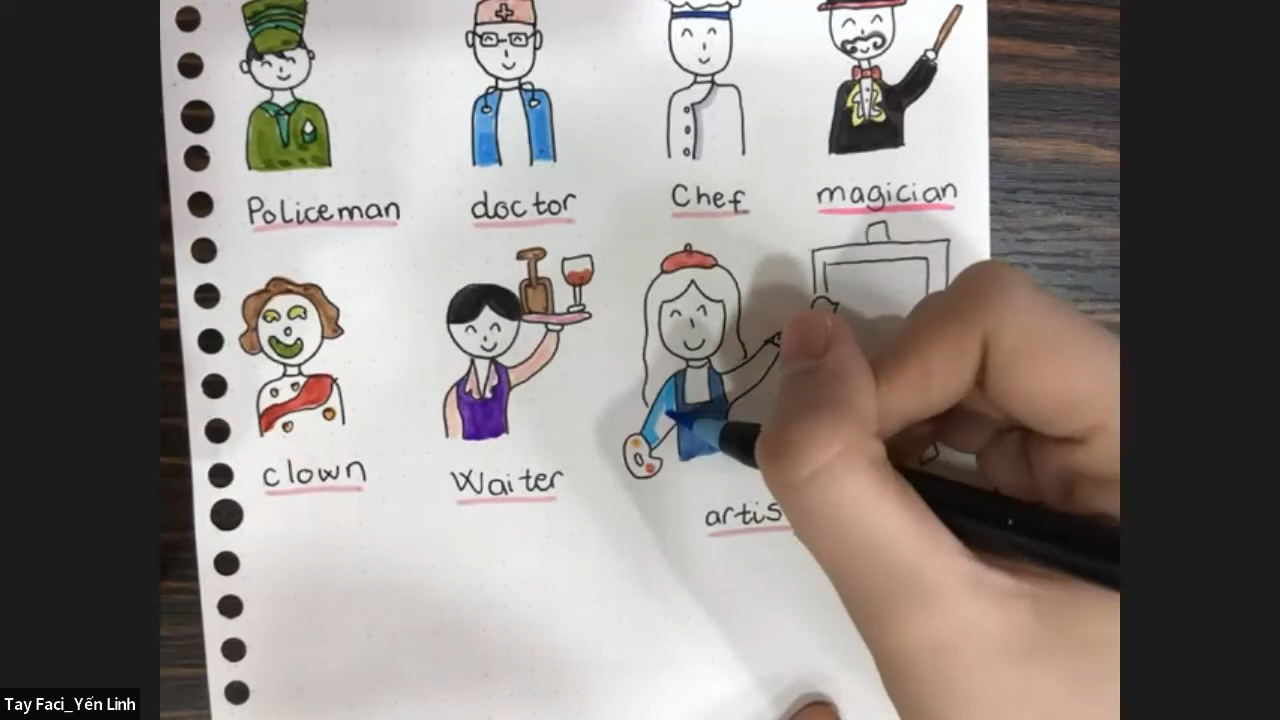 Policeman
doctor
Chef
magician
clown
Waiter
artis
Tay Faci_Yến Linh